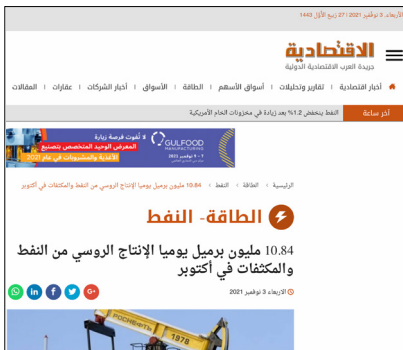 الأربعاء، 3 نوفمبر 2021 / 27 ربيع الأول 1443
الاقتصادية
جريدة العرب الاقتصادية الدولية
أخبار اقتصادية | تقارير وتحليلات | أسواق الأسهم | الطاقة | الأسواق | أخبار الشركات | عقارات | المقالات
آخر ساعة
النفط ينخفض 1.2% بعد زيادة في مخزونات الخام الأمريكية
GULFOOD
MANUFACTURING
لا تُفوت فرصة زيارة
المعرض الوحيد المتخصص بتصنيع
الأغذية والمشروبات في عام 2021
الرئيسية › الطاقة › النفط › 10.84 مليون برميل يوميا الإنتاج الروسي من النفط والمكثفات في أكتوبر
الطاقة- النفط
10.84 مليون برميل يوميا الإنتاج الروسي من النفط
والمكثفات في أكتوبر
الاربعاء 3 نوفمبر 2021
РОСНЕФТЬ
1978